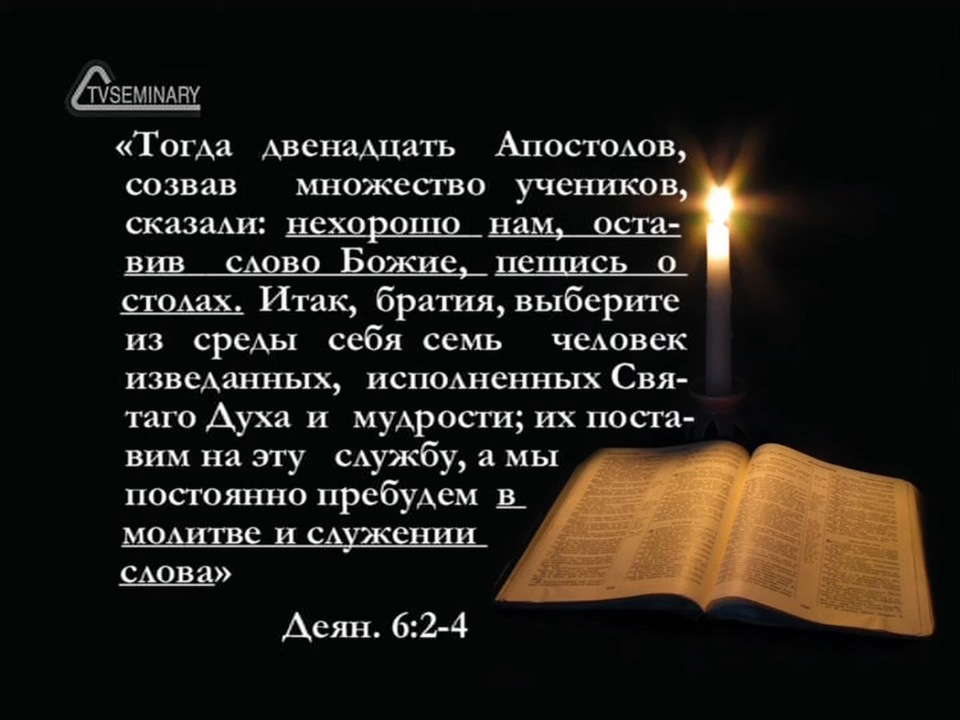 TVSEMINARY
«Тогда двенадцать Апостолов,
созвав множество учеников,
сказали: нехорошо нам, оста-
вив слово Божие, пещись о
столах. Итак, братия, выберите
из среды себя семь человек
изведанных, исполненных Свя-
таго Духа и мудрости; их поста-
вим на эту службу, а мы
постоянно пребудем в
молитве и служении
слова»
Деян. 6:2-4